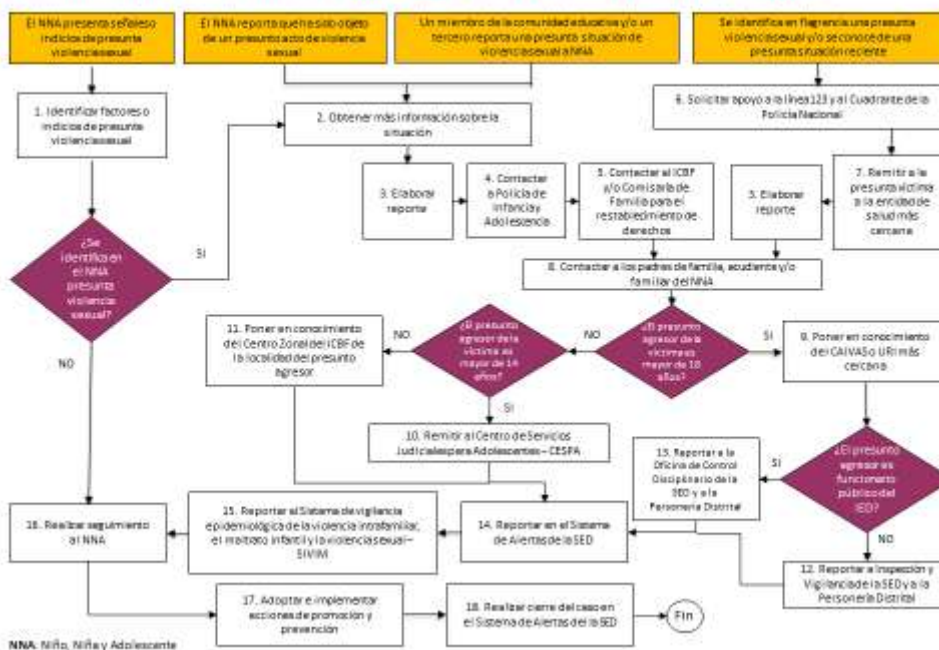 El NNA presenta señales o
indicios de presunta
violencia sexual
El NNA reporta que ha sido objeto
de un presunto acto de violencia
sexual
Un miembro de la comunidad educativa y/o un
tercero reporta una presunta situación de
violencia sexual a NNA
Se identifica en flagrancia una presunta
violencia sexual y/o se conoce de una
presunta situación reciente
1. Identificar factores o
indicios de presunta
violencia sexual
2. Obtener más información sobre la
situación
6. Solicitar apoyo a la línea 123 y al Cuadrante de la
Policía Nacional
3. Elaborar
reporte
4. Contactar
a Policía de
Infancia y
Adolescencia
5. Contactar al ICBF
y/o Comisaría de
Familia para el
restablecimiento de
derechos
3. Elaborar
reporte
7. Remitir a la
presunta víctima
a la entidad de
salud más
cercana
¿Se
identifica en
el NNA
presunta
violencia
sexual?
SI
NO
8. Contactar a los padres de familia, acudiente y/o
familiar del NNA
11. Poner en conocimiento
del Centro Zonal del ICBF de
la localidad del presunto
agresor
NO
¿El presunto
agresor de la
víctima es
mayor de 14
años?
NO
¿El presunto
agresor de la
víctima es
mayor de 18
años?
SI
9. Poner en conocimiento
del CAIVAS o URI más
cercana
SI
10. Remitir al Centro de Servicios
Judiciales para Adolescentes – CESPA
13. Reportar a la
Oficina de Control
Disciplinario de la
SED y a la
Personería Distrital
SI
¿El presunto
agresor es
funcionario
público del
IED?
NO
16. Realizar seguimiento
al NNA
15. Reportar al Sistema de vigilancia
epidemiológica de la violencia intrafamiliar,
el maltrato infantil y la violencia sexual –
SIVIM
14. Reportar en el Sistema
de Alertas de la SED
12. Reportar a Inspección y
Vigilancia de la SED y a la
Personería Distrital
17. Adoptar e implementar
acciones de promoción y
prevención
18. Realizar cierre del caso en
el Sistema de Alertas de la SED
Fin
NNA: Niño, Niña y Adolescente